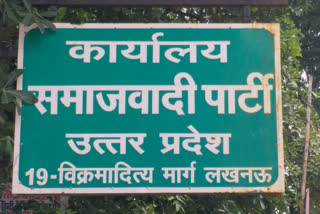 कार्यालय
समाजवादी पार्टी
उत्तर प्रदेश
19-विक्रमादित्य मार्ग लखनऊ